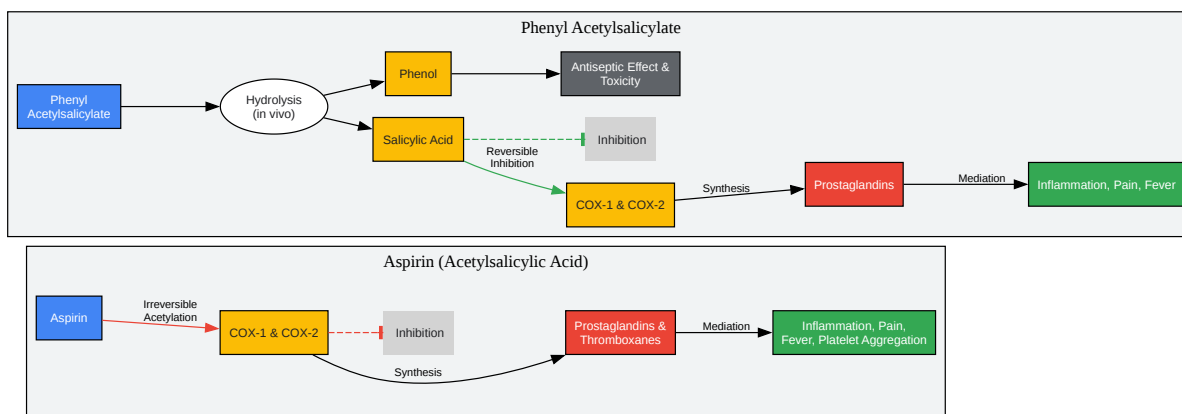 Phenyl Acetylsalicylate
Phenyl
Acetylsalicylate
Hydrolysis
(in vivo)
Phenol
Antiseptic Effect &
Toxicity
Salicylic Acid
Inhibition
Reversible
Inhibition
COX-1 & COX-2
Synthesis
Prostaglandins
Mediation
Inflammation, Pain, Fever
Aspirin (Acetylsalicylic Acid)
Aspirin
Irreversible
Acetylation
COX-1 & COX-2
Inhibition
Synthesis
Prostaglandins &
Thromboxanes
Mediation
Inflammation, Pain,
Fever, Platelet Aggregation